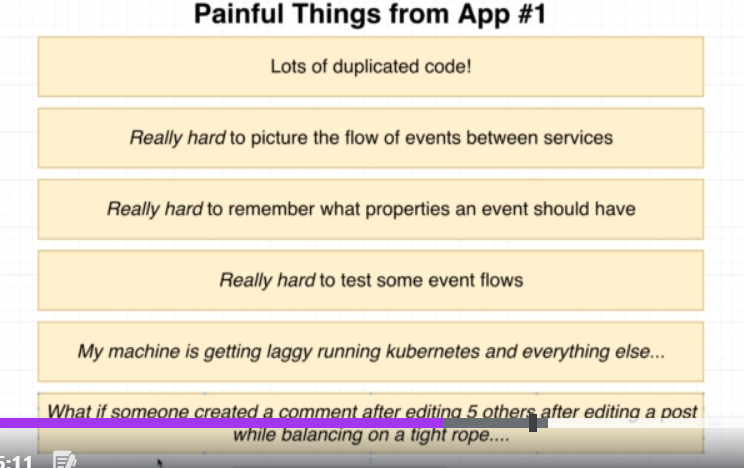 Painful Things from App #1
Lots of duplicated code!
Really hard to picture the flow of events between services
Really hard to remember what properties an event should have
Really hard to test some event flows
My machine is getting laggy running kubernetes and everything else...
What if someone created a comment after editing 5 others after editing a post
while balancing on a tight rope....
5:11